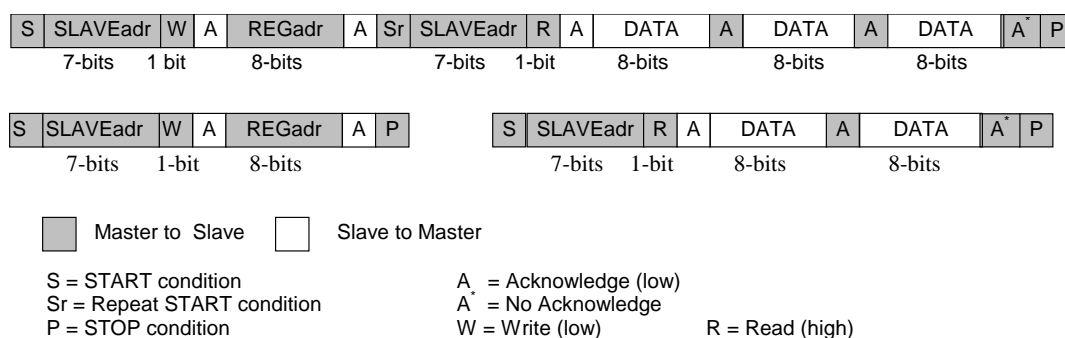 S SLAVEadr W A REGadr A Sr SLAVEadr R A DATA A DATA A DATA A* P
7-bits 1 bit 8-bits 7-bits 1-bit 8-bits 8-bits 8-bits
S SLAVEadr W A REGadr A P
7-bits 1-bit 8-bits
S SLAVEadr R A DATA A DATA A* P
7-bits 1-bit 8-bits 8-bits
Master to Slave
Slave to Master
S = START condition
Sr = Repeat START condition
P = STOP condition
A = Acknowledge (low)
A* = No Acknowledge
W = Write (low) R = Read (high)